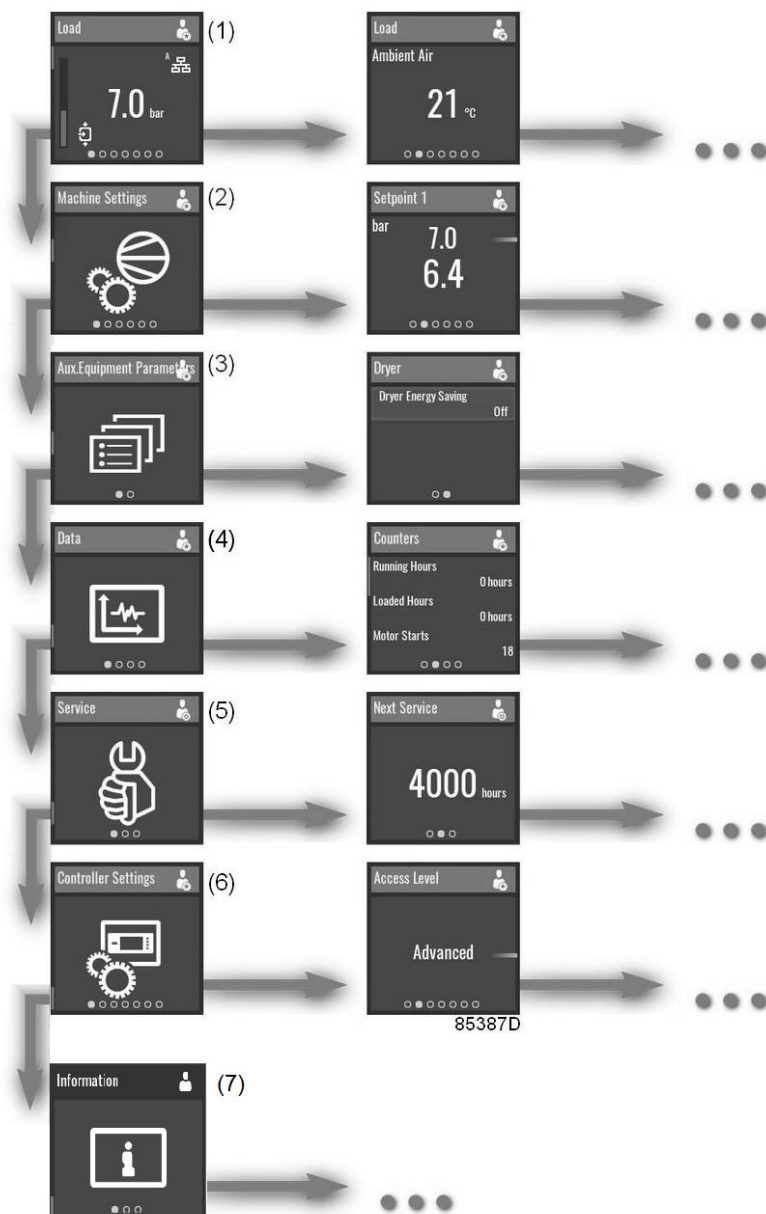 Load
(1)
A
7.0 bar
Load
Ambient Air
21 °C
Machine Settings
(2)
Setpoint 1
bar
7.0
6.4
Aux.Equipment Parameters
(3)
Dryer
Dryer Energy Saving
Off
Data
(4)
Counters
Running Hours
0 hours
Loaded Hours
0 hours
Motor Starts
18
Service
(5)
Next Service
4000 hours
Controller Settings
(6)
Access Level
Advanced
85387D
Information
(7)
i